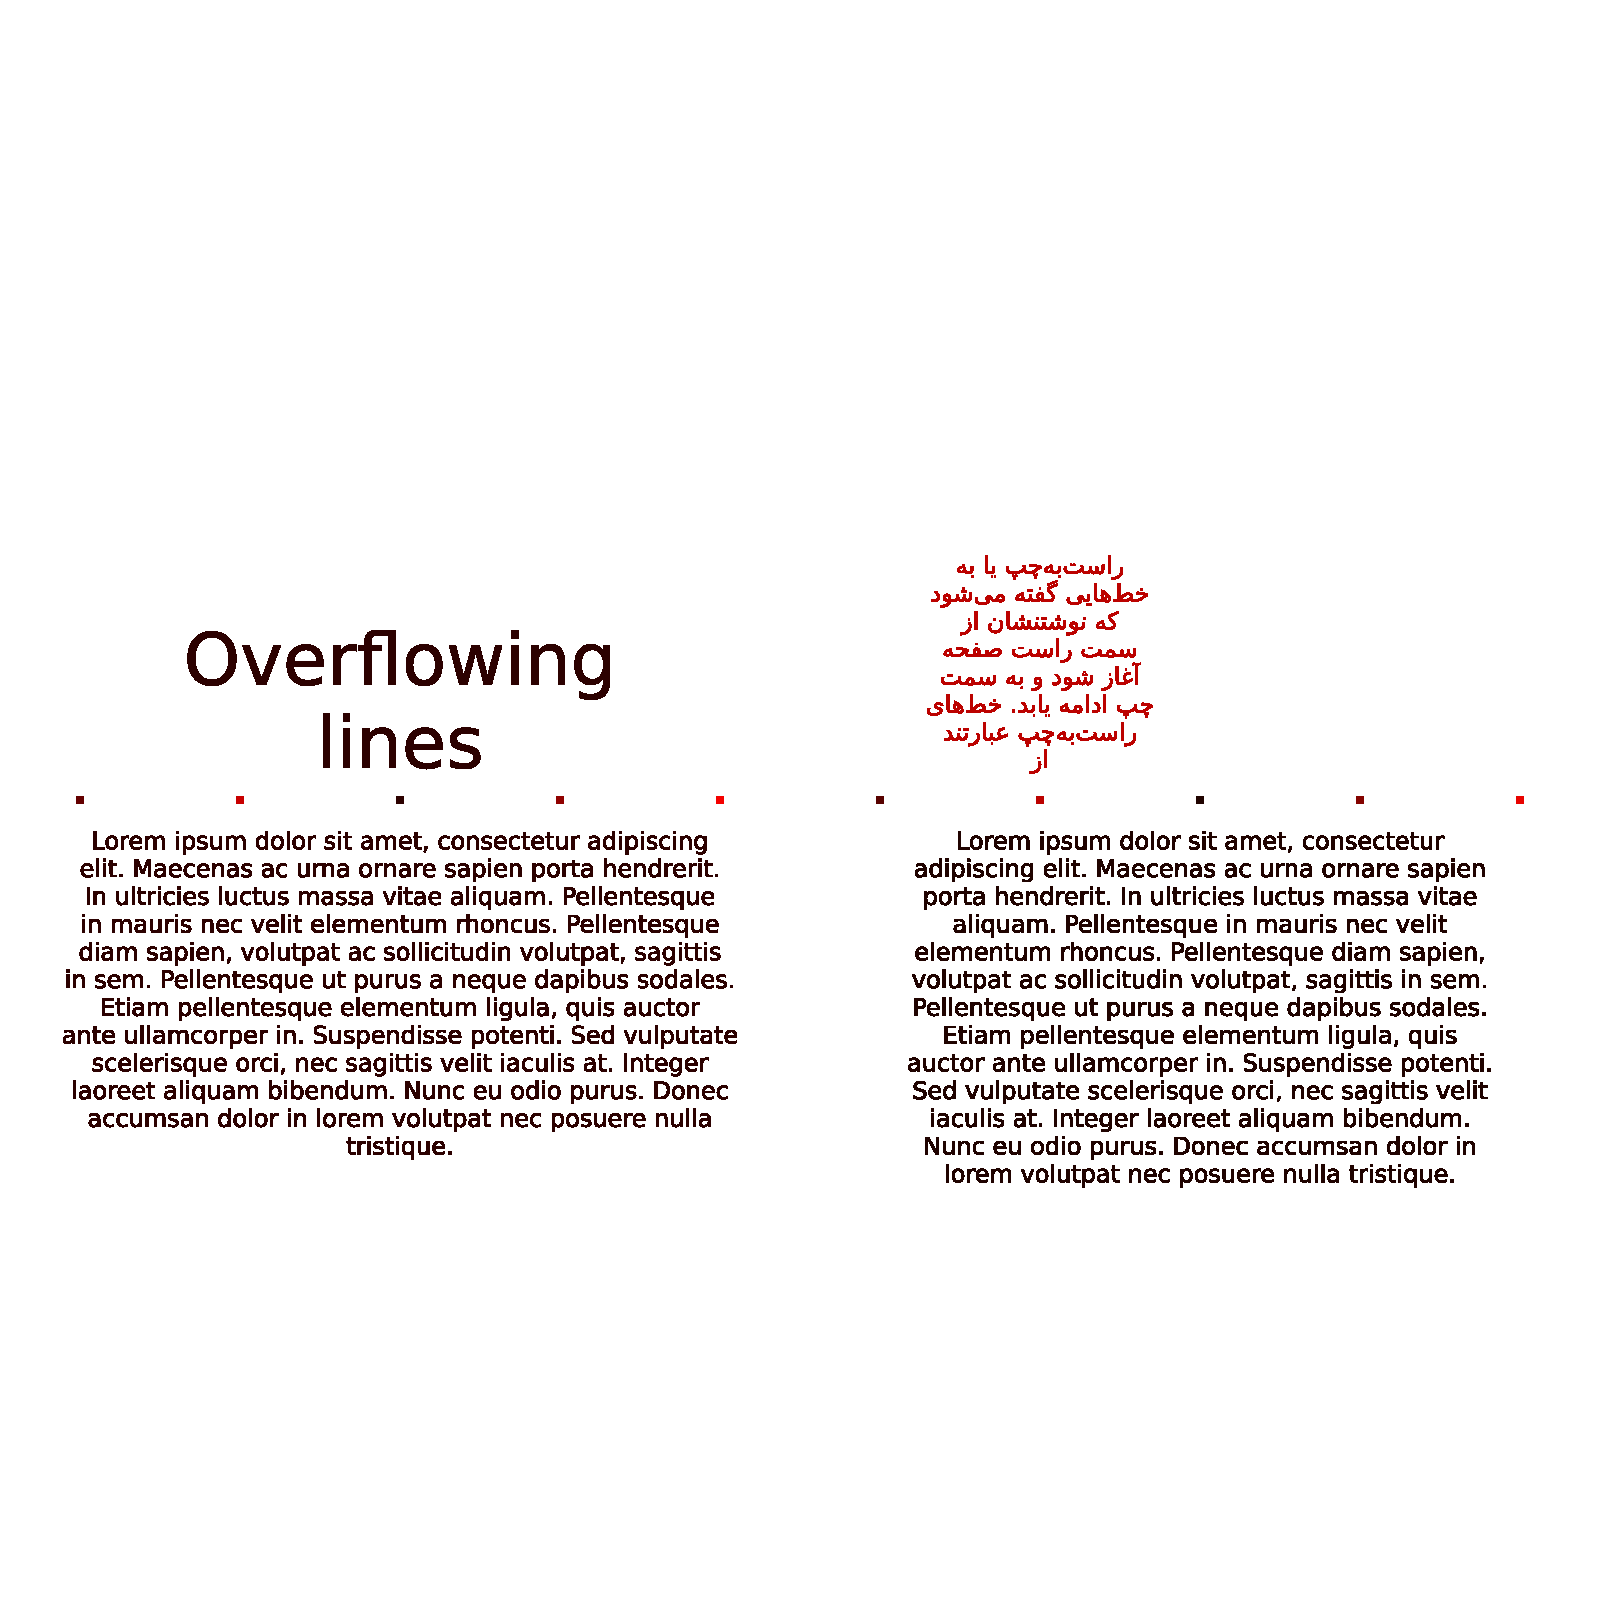 Overflowing
lines
Lorem ipsum dolor sit amet, consectetur adipiscing
elit. Maecenas ac urna ornare sapien porta hendrerit.
In ultricies luctus massa vitae aliquam. Pellentesque
in mauris nec velit elementum rhoncus. Pellentesque
diam sapien, volutpat ac sollicitudin volutpat, sagittis
in sem. Pellentesque ut purus a neque dapibus sodales.
Etiam pellentesque elementum ligula, quis auctor
ante ullamcorper in. Suspendisse potenti. Sed vulputate
scelerisque orci, nec sagittis velit iaculis at. Integer
laoreet aliquam bibendum. Nunc eu odio purus. Donec
accumsan dolor in lorem volutpat nec posuere nulla
tristique.
راست‌به‌چپ یا به
خط‌هایی گفته می‌شود
که نوشتنشان از
سمت راست صفحه
آغاز شود و به سمت
چپ ادامه یابد. خط‌های
راست‌به‌چپ عبارتند
از
Lorem ipsum dolor sit amet, consectetur
adipiscing elit. Maecenas ac urna ornare sapien
porta hendrerit. In ultricies luctus massa vitae
aliquam. Pellentesque in mauris nec velit
elementum rhoncus. Pellentesque diam sapien,
volutpat ac sollicitudin volutpat, sagittis in sem.
Pellentesque ut purus a neque dapibus sodales.
Etiam pellentesque elementum ligula, quis
auctor ante ullamcorper in. Suspendisse potenti.
Sed vulputate scelerisque orci, nec sagittis velit
iaculis at. Integer laoreet aliquam bibendum.
Nunc eu odio purus. Donec accumsan dolor in
lorem volutpat nec posuere nulla tristique.